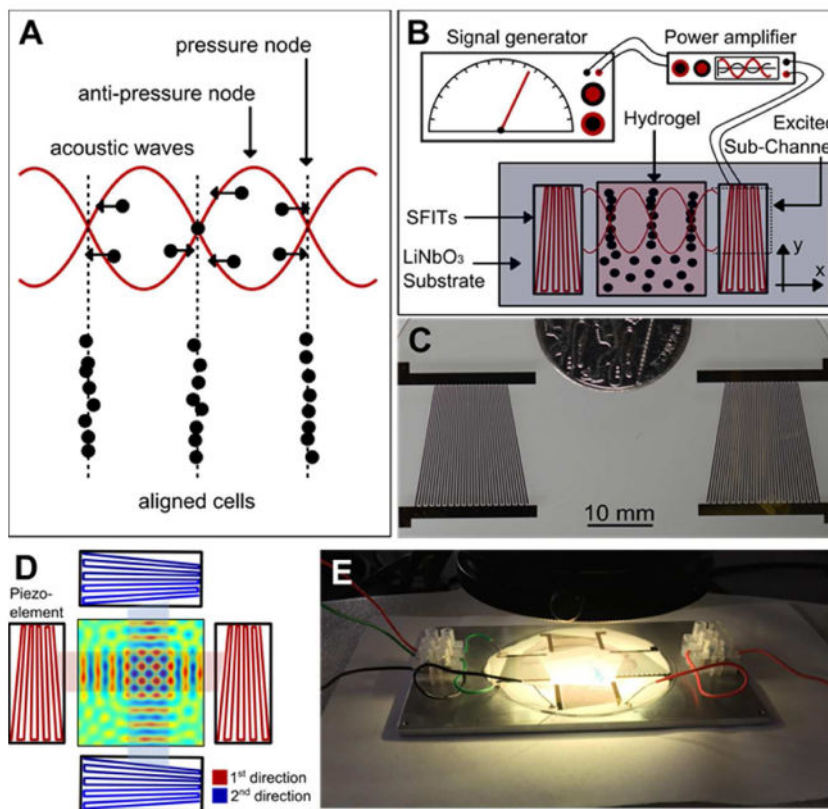 A
pressure node
anti-pressure node
acoustic waves
aligned cells
B
Signal generator
Power amplifier
Hydrogel
Excited
Sub-Channel
SFITs
LiNbO₃
Substrate
y
x
C
10 mm
D
Piezo-
element
1st direction
2nd direction
E